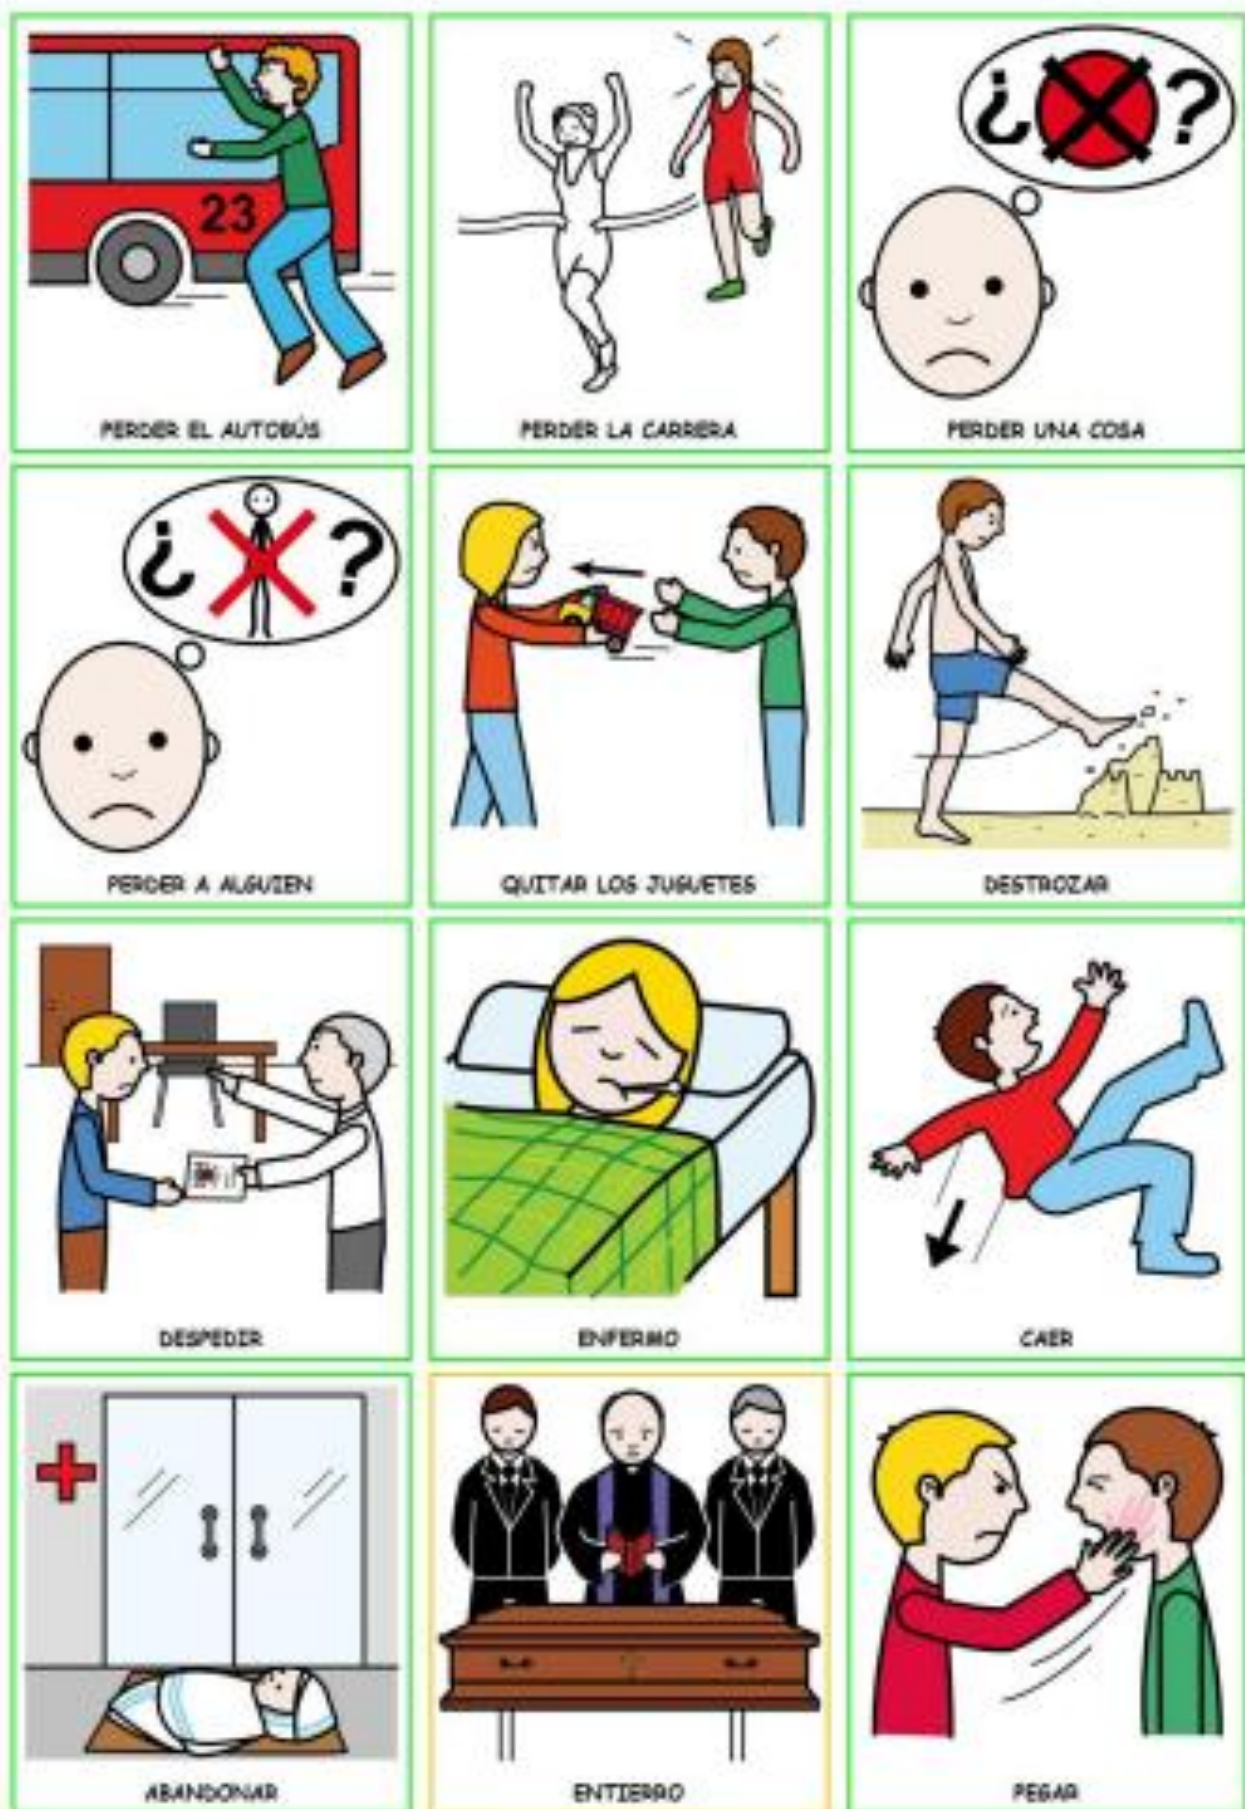 23
PERDER EL AUTOBÚS
PERDER LA CARRERA
¿ ?
PERDER UNA COSA
¿ ?
PERDER A ALGUIEN
QUITAR LOS JUGUETES
DESTROZAR
DESPEDIR
ENFERMO
CAER
ABANDONAR
ENTIERRO
PEGAR